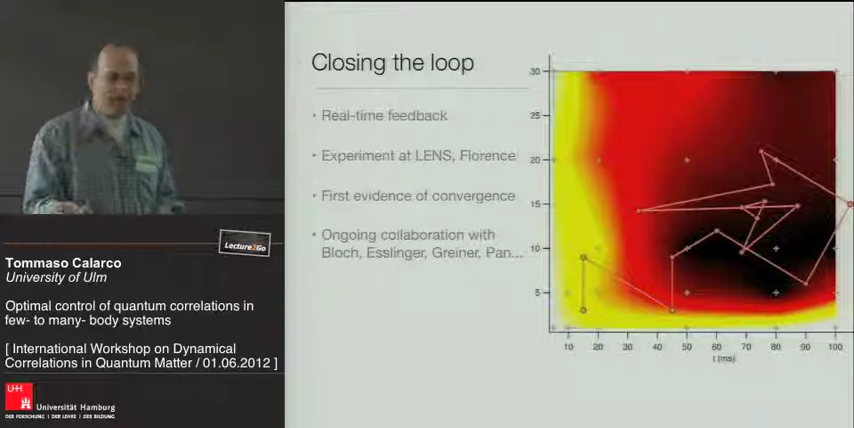 Closing the loop
• Real-time feedback
• Experiment at LENS, Florence
• First evidence of convergence
• Ongoing collaboration with
Bloch, Esslinger, Greiner, Pan...
30
25
20
15
10
5
10 20 30 40 50 60 70 80 90 100
t (ms)
Lecture2Go
Tommaso Calarco
University of Ulm
Optimal control of quantum correlations in
few- to many- body systems
[ International Workshop on Dynamical
Correlations in Quantum Matter / 01.06.2012 ]
UH
Universität Hamburg
DER FORSCHUNG | DER LEHRE | DER BILDUNG